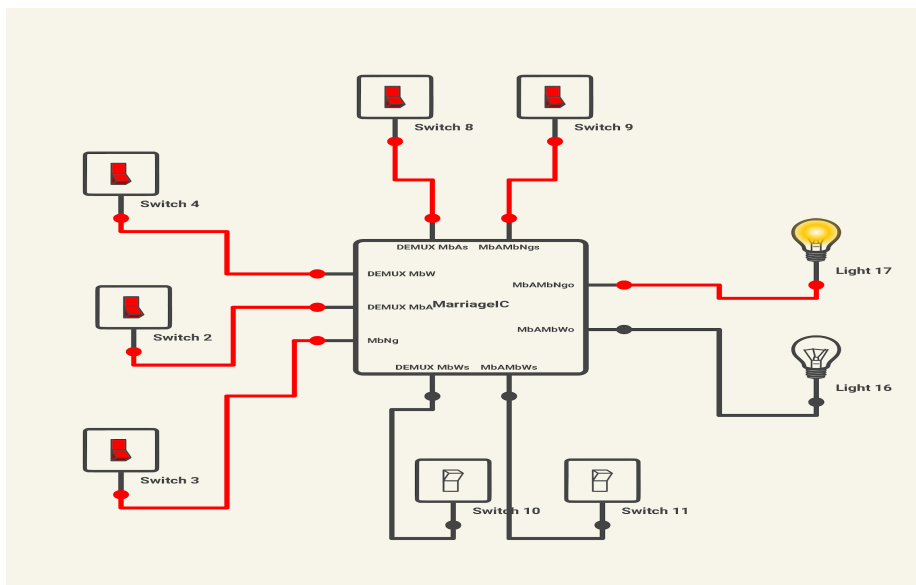 Switch 8
Switch 9
Switch 4
DEMUX MbAs
MbAMbNgs
DEMUX MbW
Light 17
MbAMbNgo
DEMUX MbA
MarriageIC
Switch 2
MbAMbWo
MbNg
DEMUX MbWs
MbAMbWs
Light 16
Switch 3
Switch 10
Switch 11